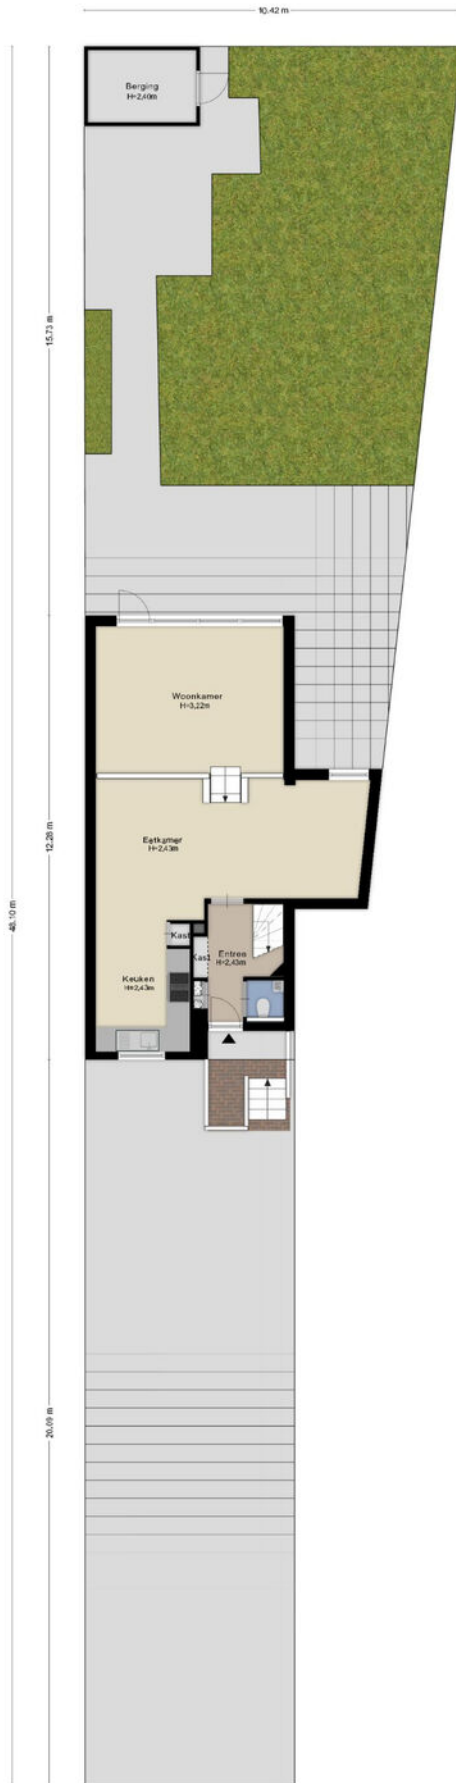 10.42 m
Berging
H=2,40m
15.73 m
Woonkamer
H=3,22m
Eetkamer
H=2,43m
12.28 m
48.10 m
Kast
Kast
Entree
H=2,43m
Keuken
H=2,43m
20.09 m